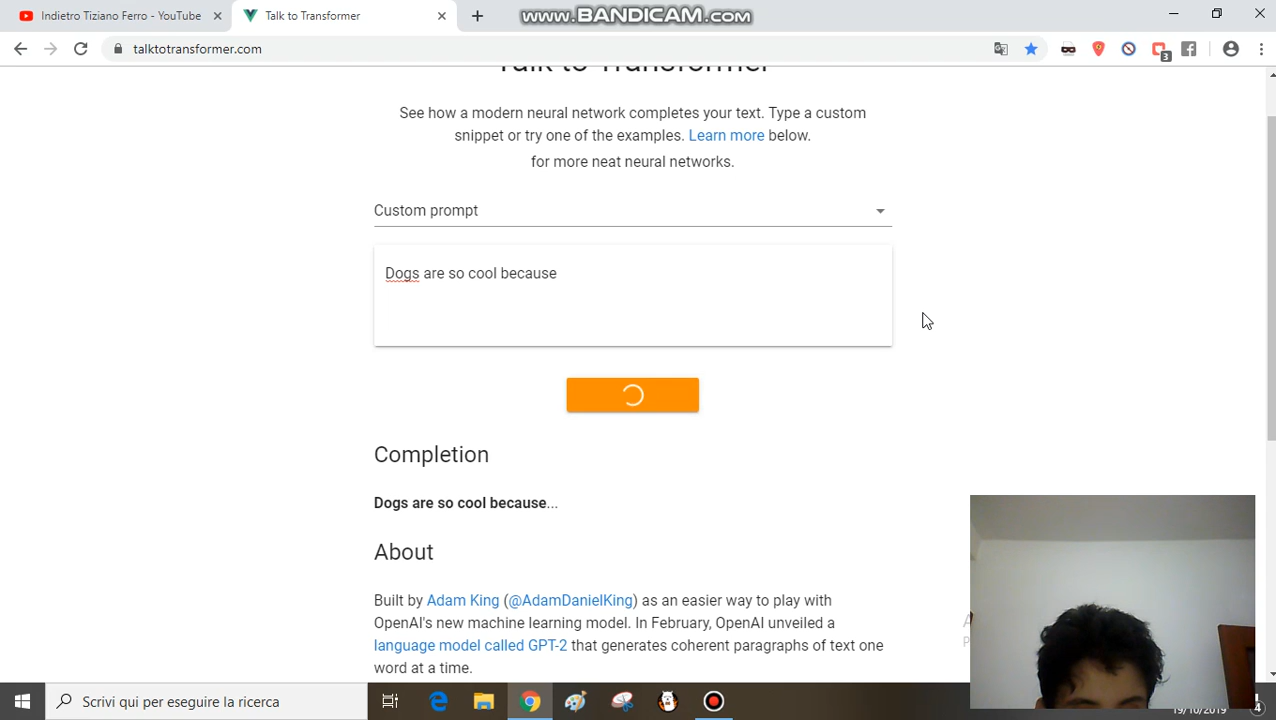 Indietro Tiziano Ferro - YouTube
Talk to Transformer
www.BANDICAM.com
talktotransformer.com
3
Talk to Transformer
See how a modern neural network completes your text. Type a custom
snippet or try one of the examples. Learn more below.
for more neat neural networks.
Custom prompt
Dogs are so cool because
Completion
Dogs are so cool because...
About
Built by Adam King (@AdamDanielKing) as an easier way to play with
OpenAI's new machine learning model. In February, OpenAI unveiled a
language model called GPT-2 that generates coherent paragraphs of text one
word at a time.
Scrivi qui per eseguire la ricerca
19/10/2019
4